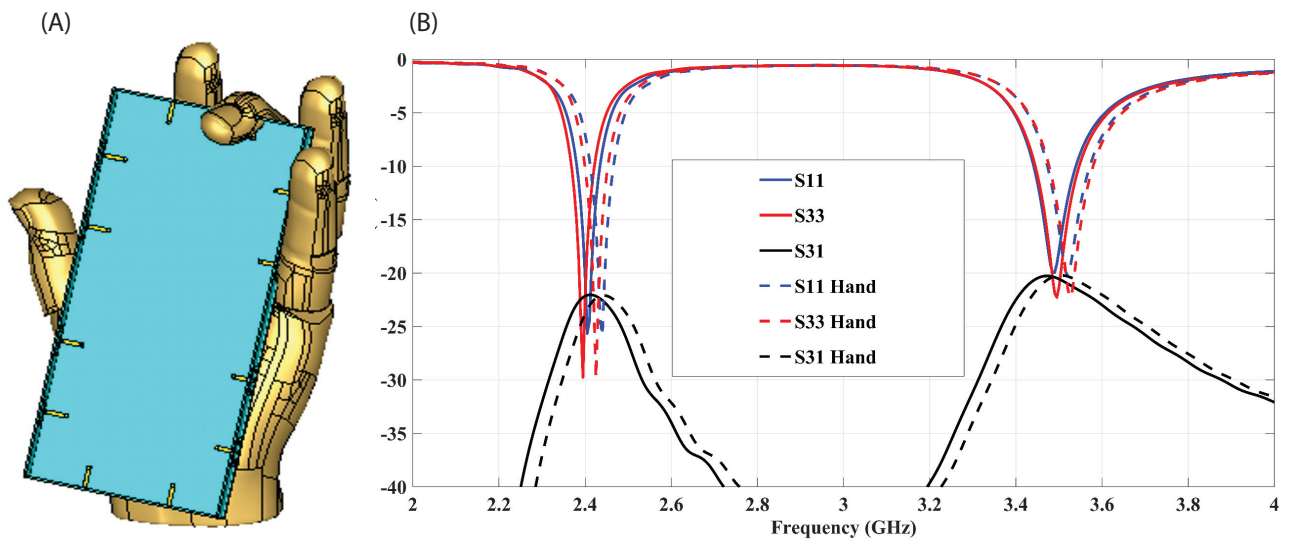 (A)
(B)
0
-5
-10
-15
-20
-25
-30
-35
-40
S11
S33
S31
S11 Hand
S33 Hand
S31 Hand
2 2.2 2.4 2.6 2.8 3 3.2 3.4 3.6 3.8 4
Frequency (GHz)